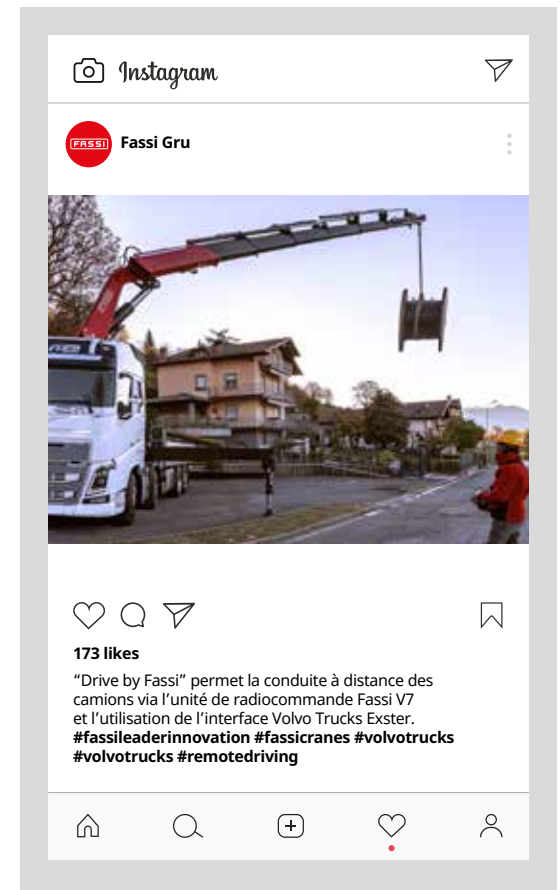 Instagram
FASSI
Fassi Gru
173 likes
“Drive by Fassi” permet la conduite à distance des
camions via l’unité de radiocommande Fassi V7
et l’utilisation de l’interface Volvo Trucks Exster.
#fassileaderinnovation #fassicranes #volvotrucks
#volvotrucks #remotedriving